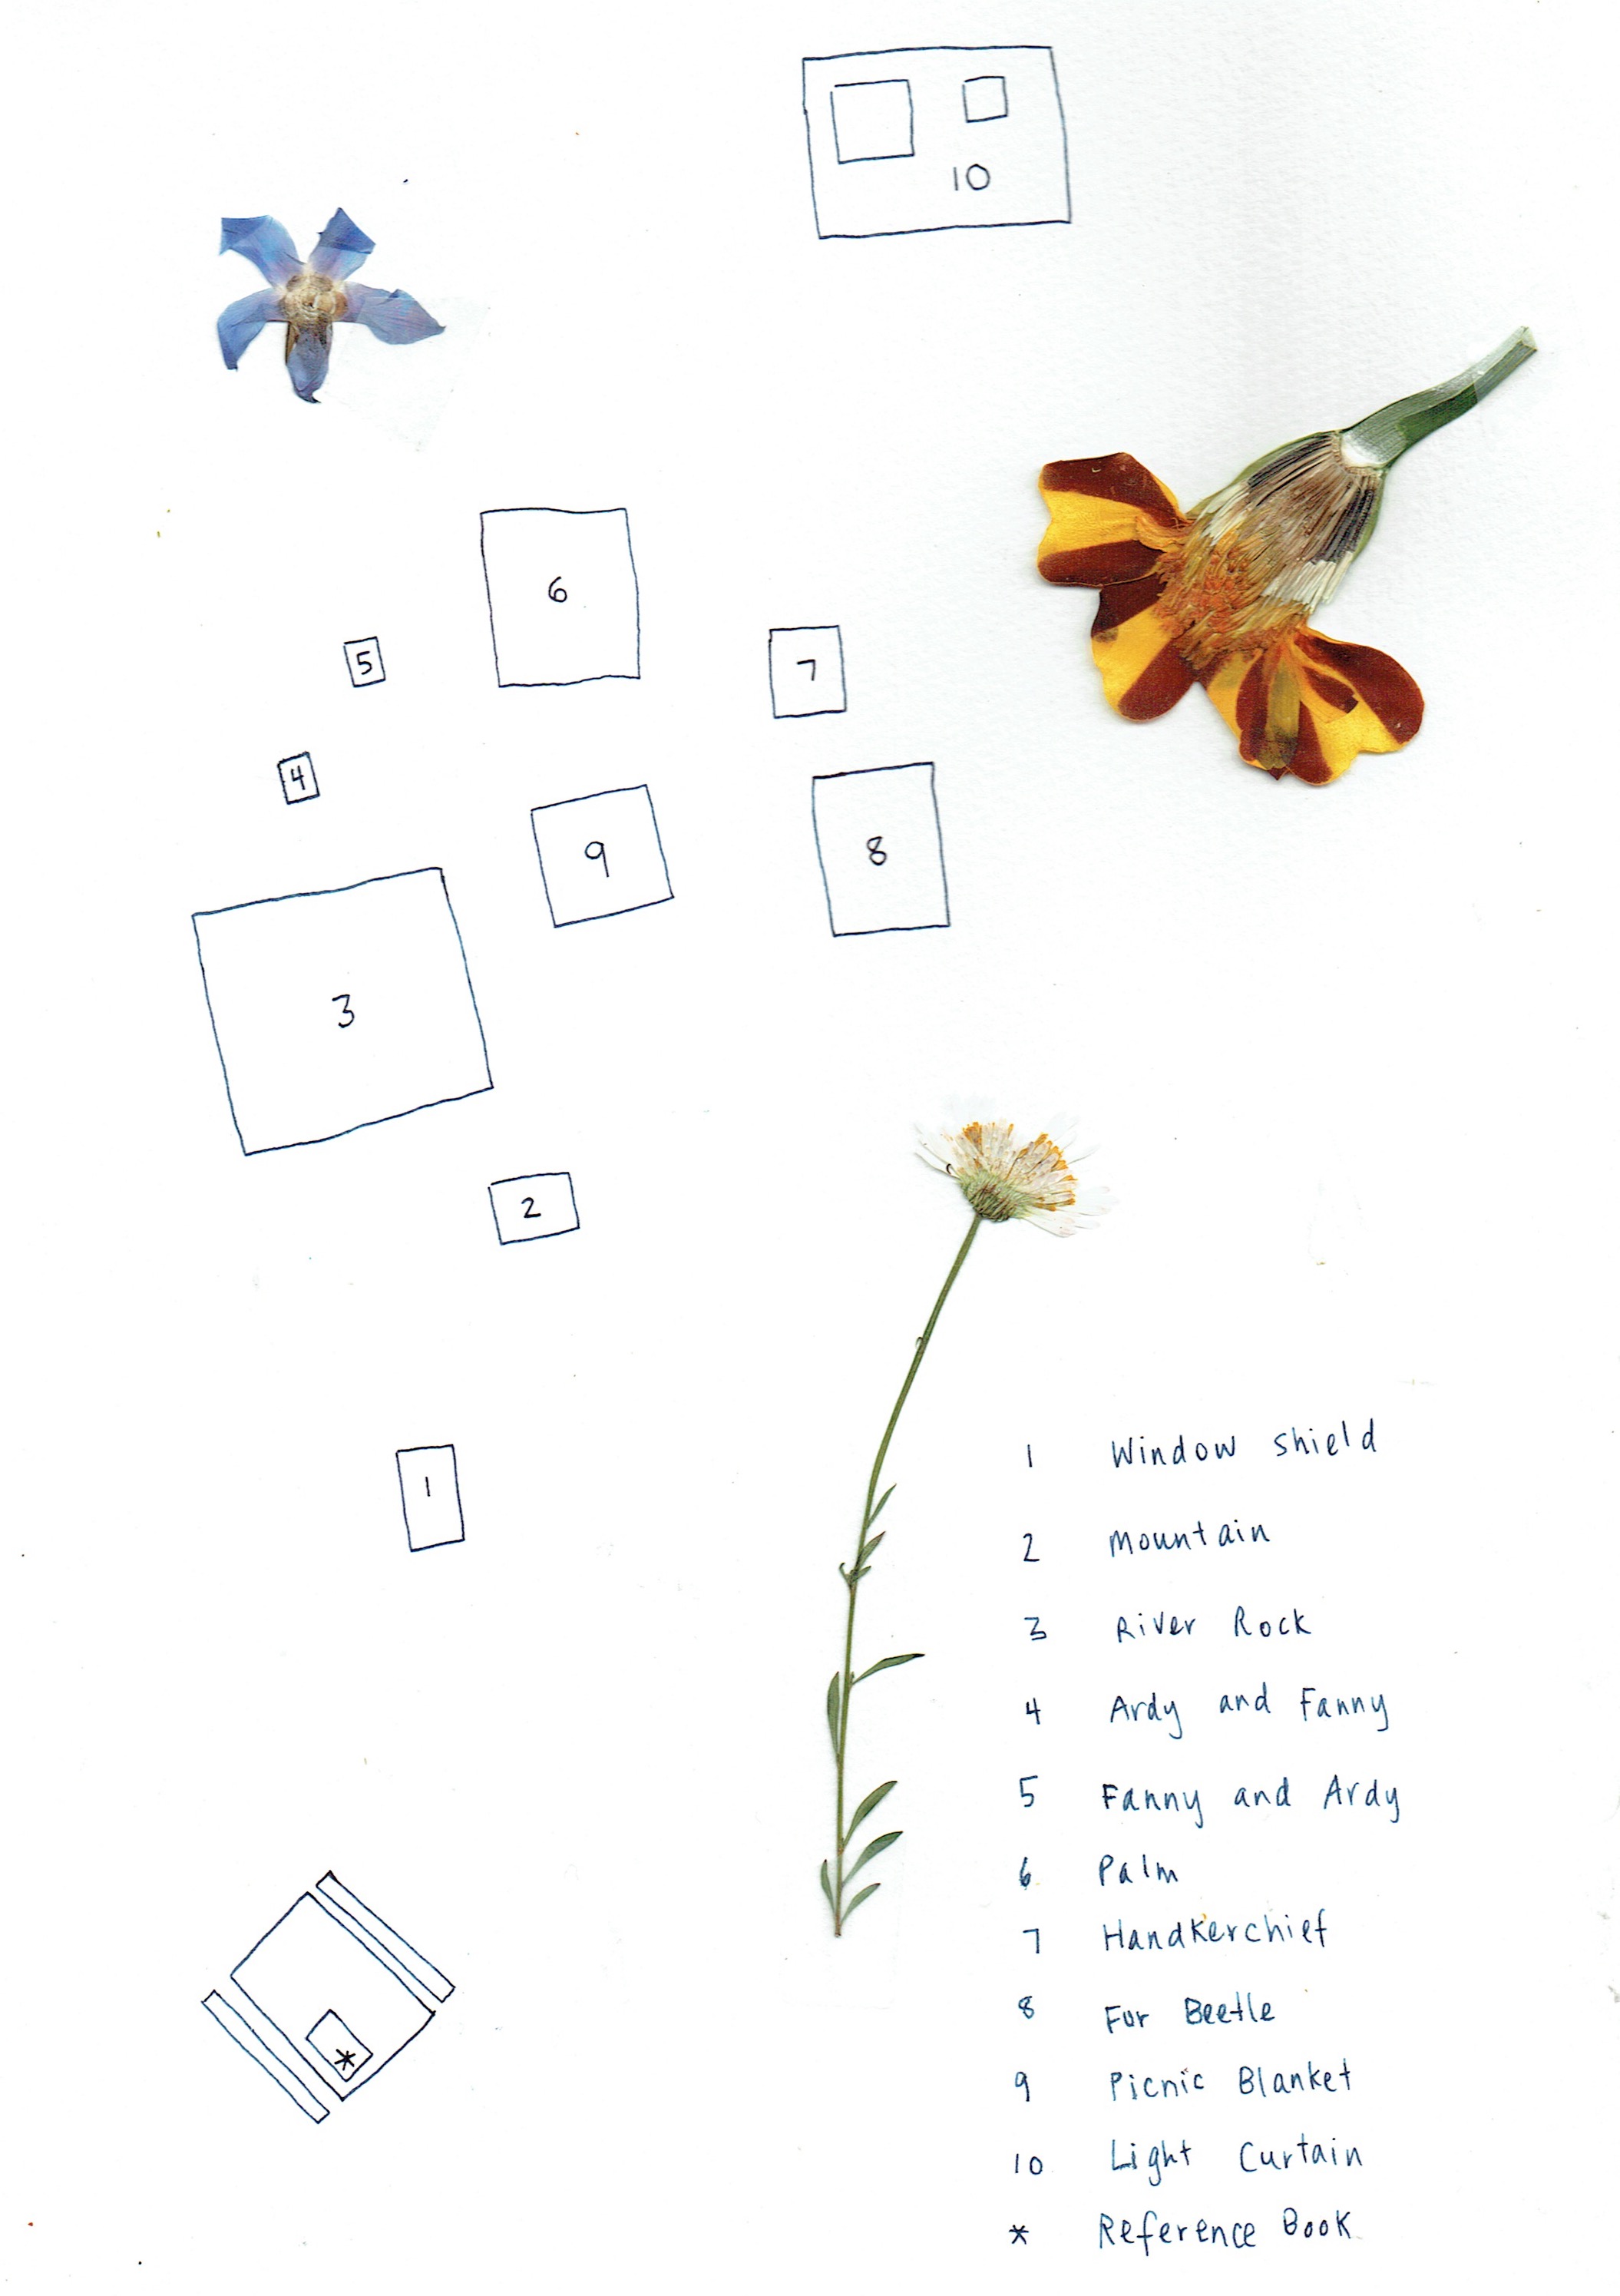 10
6
5
7
4
9
8
3
2
1
*
1 Window shield
2 Mountain
3 River Rock
4 Ardy and Fanny
5 Fanny and Ardy
6 Palm
7 Handkerchief
8 Fur Beetle
9 Picnic Blanket
10 Light Curtain
* Reference Book